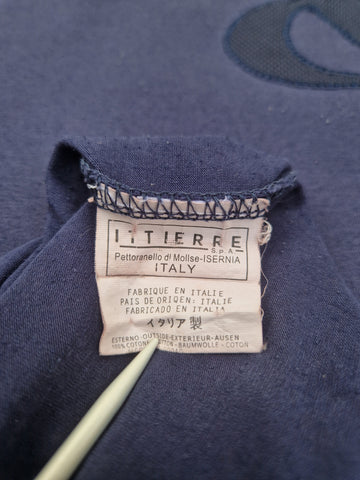 ITTIERRE
S.p.A.
Pettoranello di Molise-ISERNIA
ITALY
FABRIQUE EN ITALIE
PAIS DE ORIGEN: ITALIE
FABRICADO EN ITALIA
イタリア製
ESTERNO-OUTSIDE-EXTERIEUR-AUSEN
100% COTONE BAUMWOLLE - COTON